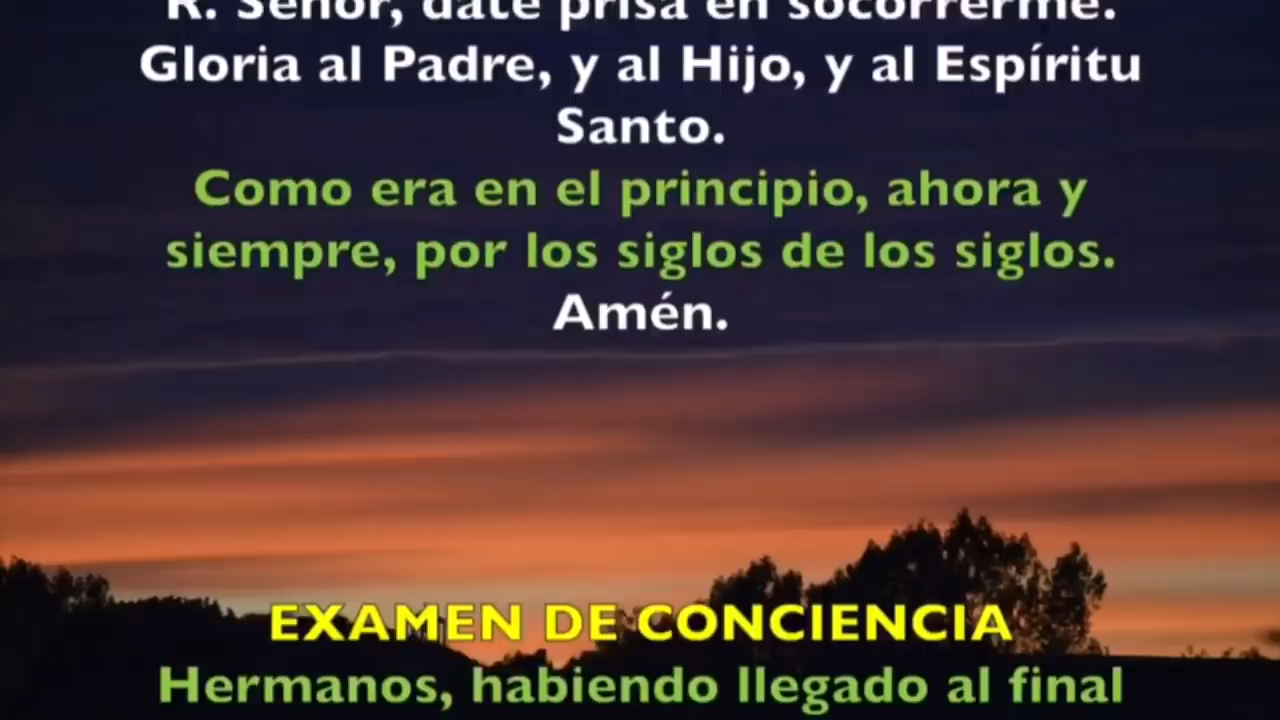 R. Señor, date prisa en socorrerme.
Gloria al Padre, y al Hijo, y al Espíritu
Santo.
Como era en el principio, ahora y
siempre, por los siglos de los siglos.
Amén.
EXAMEN DE CONCIENCIA
Hermanos, habiendo llegado al final